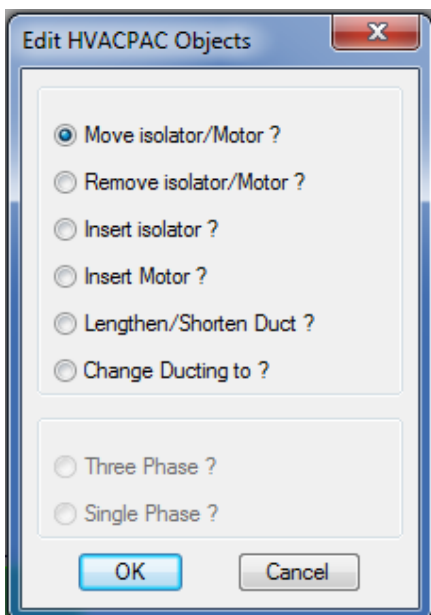 Edit HVACPAC Objects
Move isolator/Motor ?
Remove isolator/Motor ?
Insert isolator ?
Insert Motor ?
Lengthen/Shorten Duct ?
Change Ducting to ?
Three Phase ?
Single Phase ?
OK Cancel